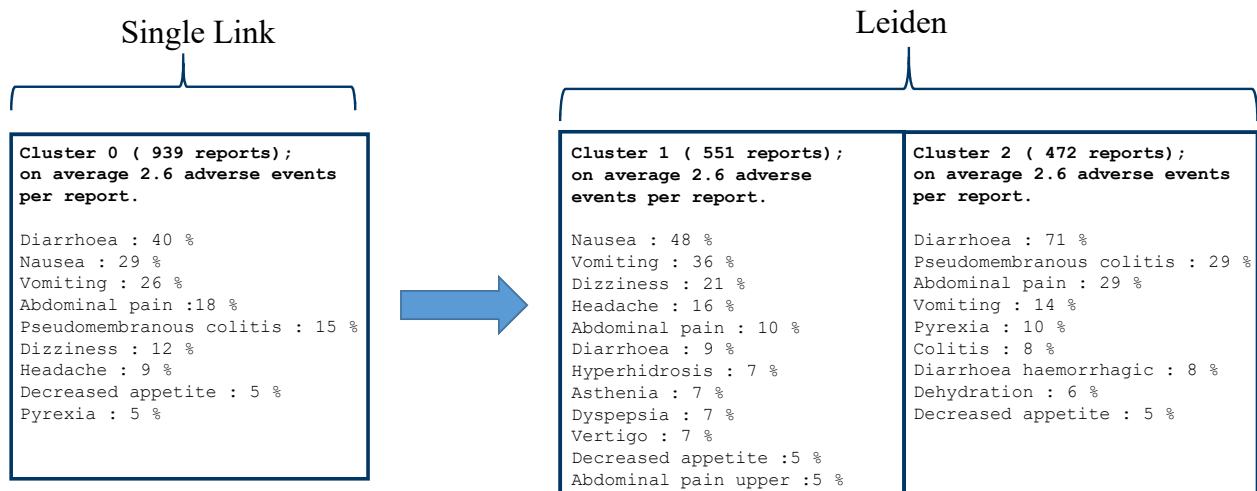 Single Link
Leiden
Cluster 0 ( 939 reports);
on average 2.6 adverse events
per report.
Diarrhoea : 40 %
Nausea : 29 %
Vomiting : 26 %
Abdominal pain :18 %
Pseudomembranous colitis : 15 %
Dizziness : 12 %
Headache : 9 %
Decreased appetite : 5 %
Pyrexia : 5 %
Cluster 1 ( 551 reports);
on average 2.6 adverse
events per report.
Nausea : 48 %
Vomiting : 36 %
Dizziness : 21 %
Headache : 16 %
Abdominal pain : 10 %
Diarrhoea : 9 %
Hyperhidrosis : 7 %
Asthenia : 7 %
Dyspepsia : 7 %
Vertigo : 7 %
Decreased appetite :5 %
Abdominal pain upper :5 %
Cluster 2 ( 472 reports);
on average 2.6 adverse events
per report.
Diarrhoea : 71 %
Pseudomembranous colitis : 29 %
Abdominal pain : 29 %
Vomiting : 14 %
Pyrexia : 10 %
Colitis : 8 %
Diarrhoea haemorrhagic : 8 %
Dehydration : 6 %
Decreased appetite : 5 %